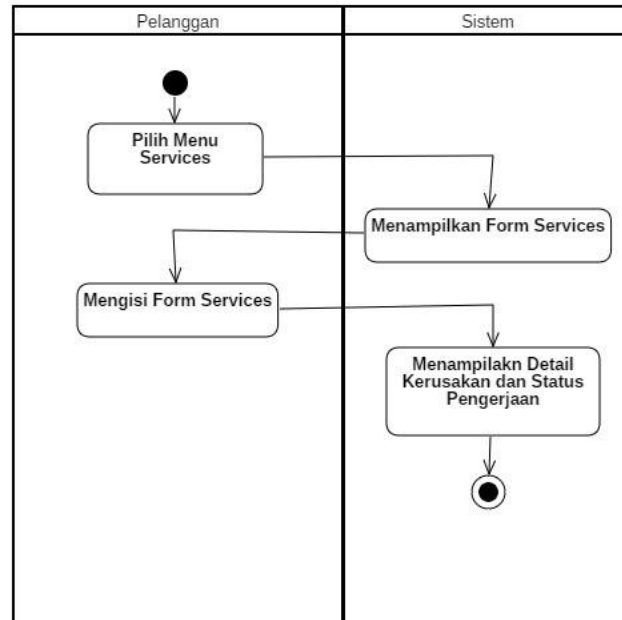 Pelanggan
Sistem
Pilih Menu
Services
Menampilkan Form Services
Mengisi Form Services
Menampilakn Detail
Kerusakan dan Status
Pengerjaan